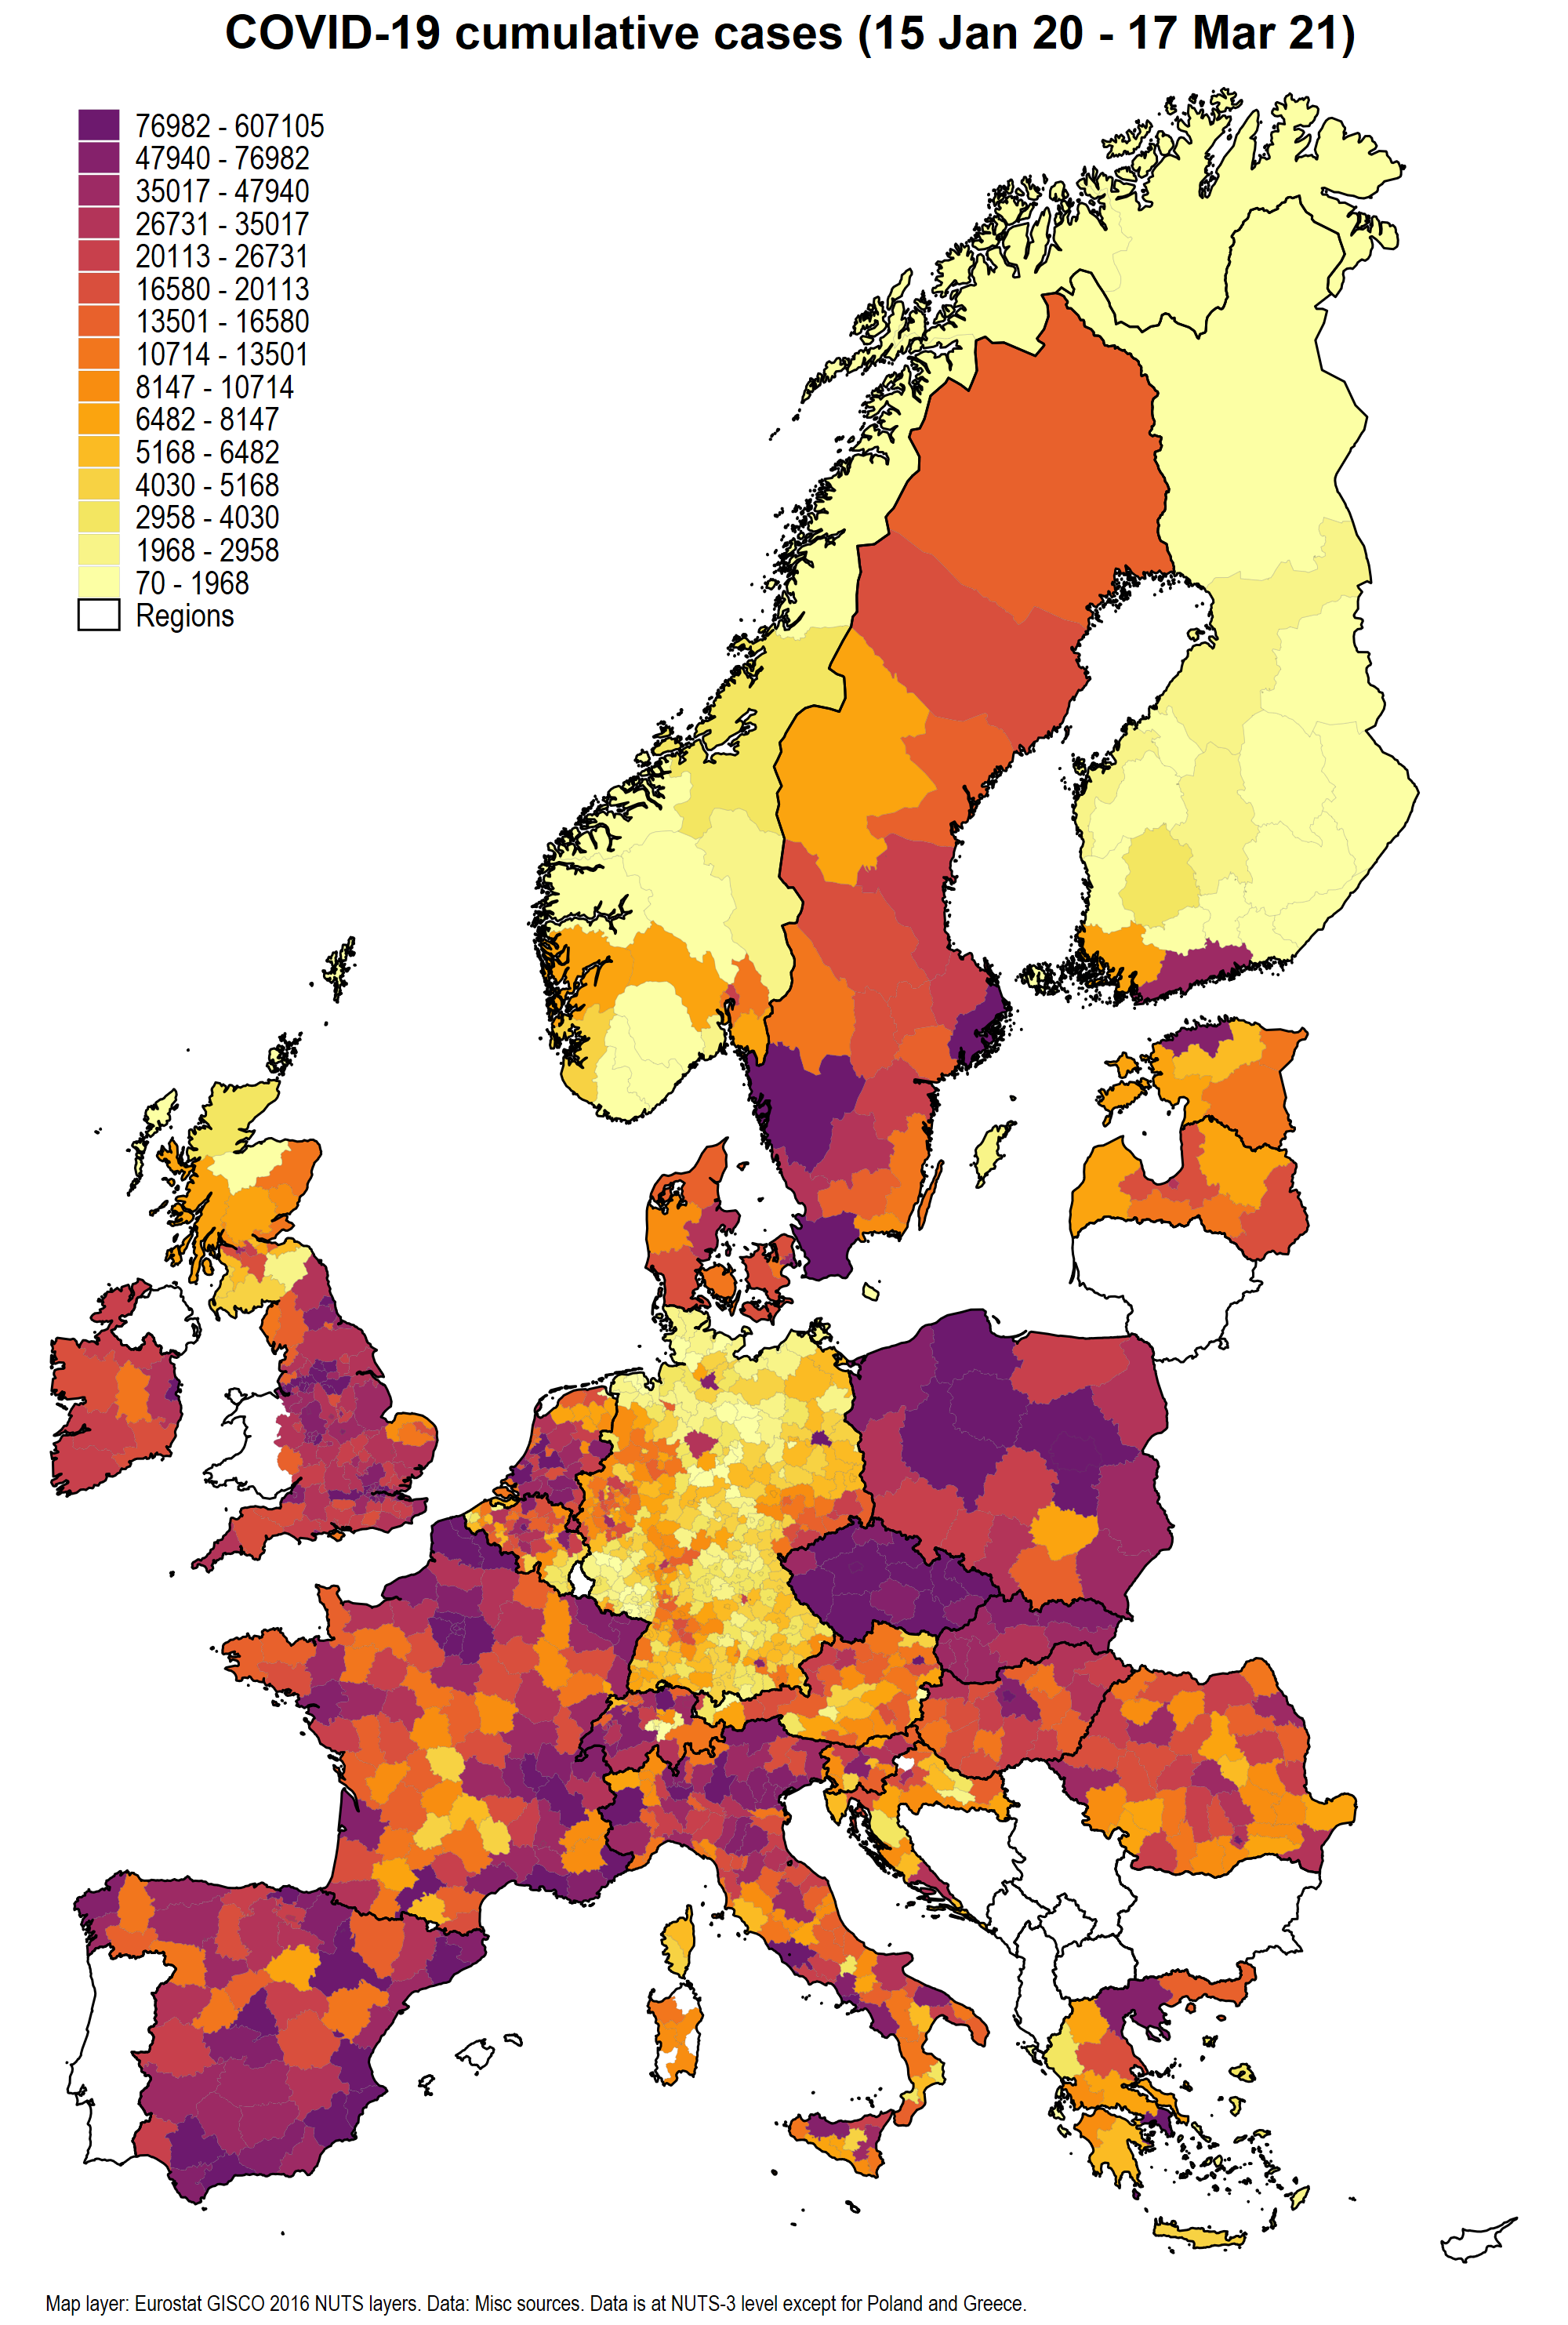 COVID-19 cumulative cases (15 Jan 20 - 17 Mar 21)
76982 - 607105
47940 - 76982
35017 - 47940
26731 - 35017
20113 - 26731
16580 - 20113
13501 - 16580
10714 - 13501
8147 - 10714
6482 - 8147
5168 - 6482
4030 - 5168
2958 - 4030
1968 - 2958
70 - 1968
Regions
Map layer: Eurostat GISCO 2016 NUTS layers. Data: Misc sources. Data is at NUTS-3 level except for Poland and Greece.